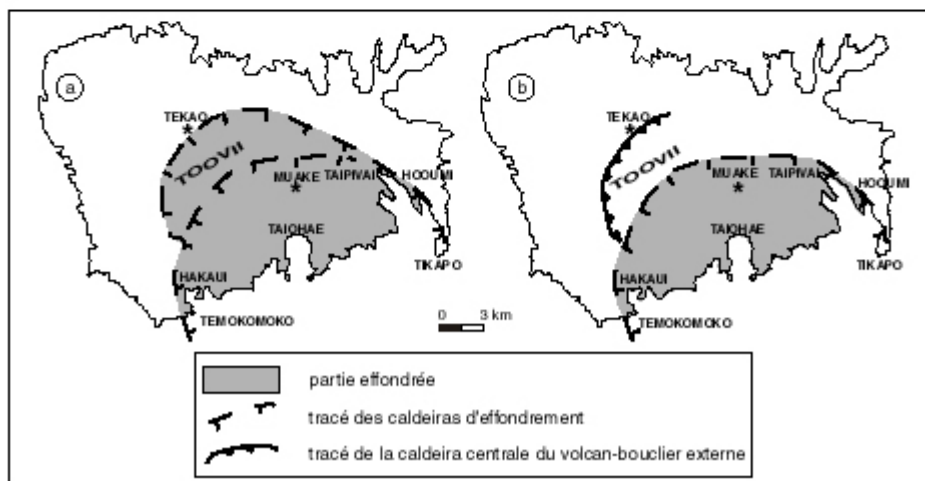 a
TEKAO
TOOVII
MUAKE
TAIPIVAI
HOOUMI
TAIOHAE
TIKAPO
HAKAUI
TEMOKOMOKO
0 3 km
b
TEKAO
TOOVII
MUAKE
TAIPIVAI
HOOUMI
TAIOHAE
TIKAPO
HAKAUI
TEMOKOMOKO
partie effondrée
tracé des caldeiras d'effondrement
tracé de la caldeira centrale du volcan-bouclier externe